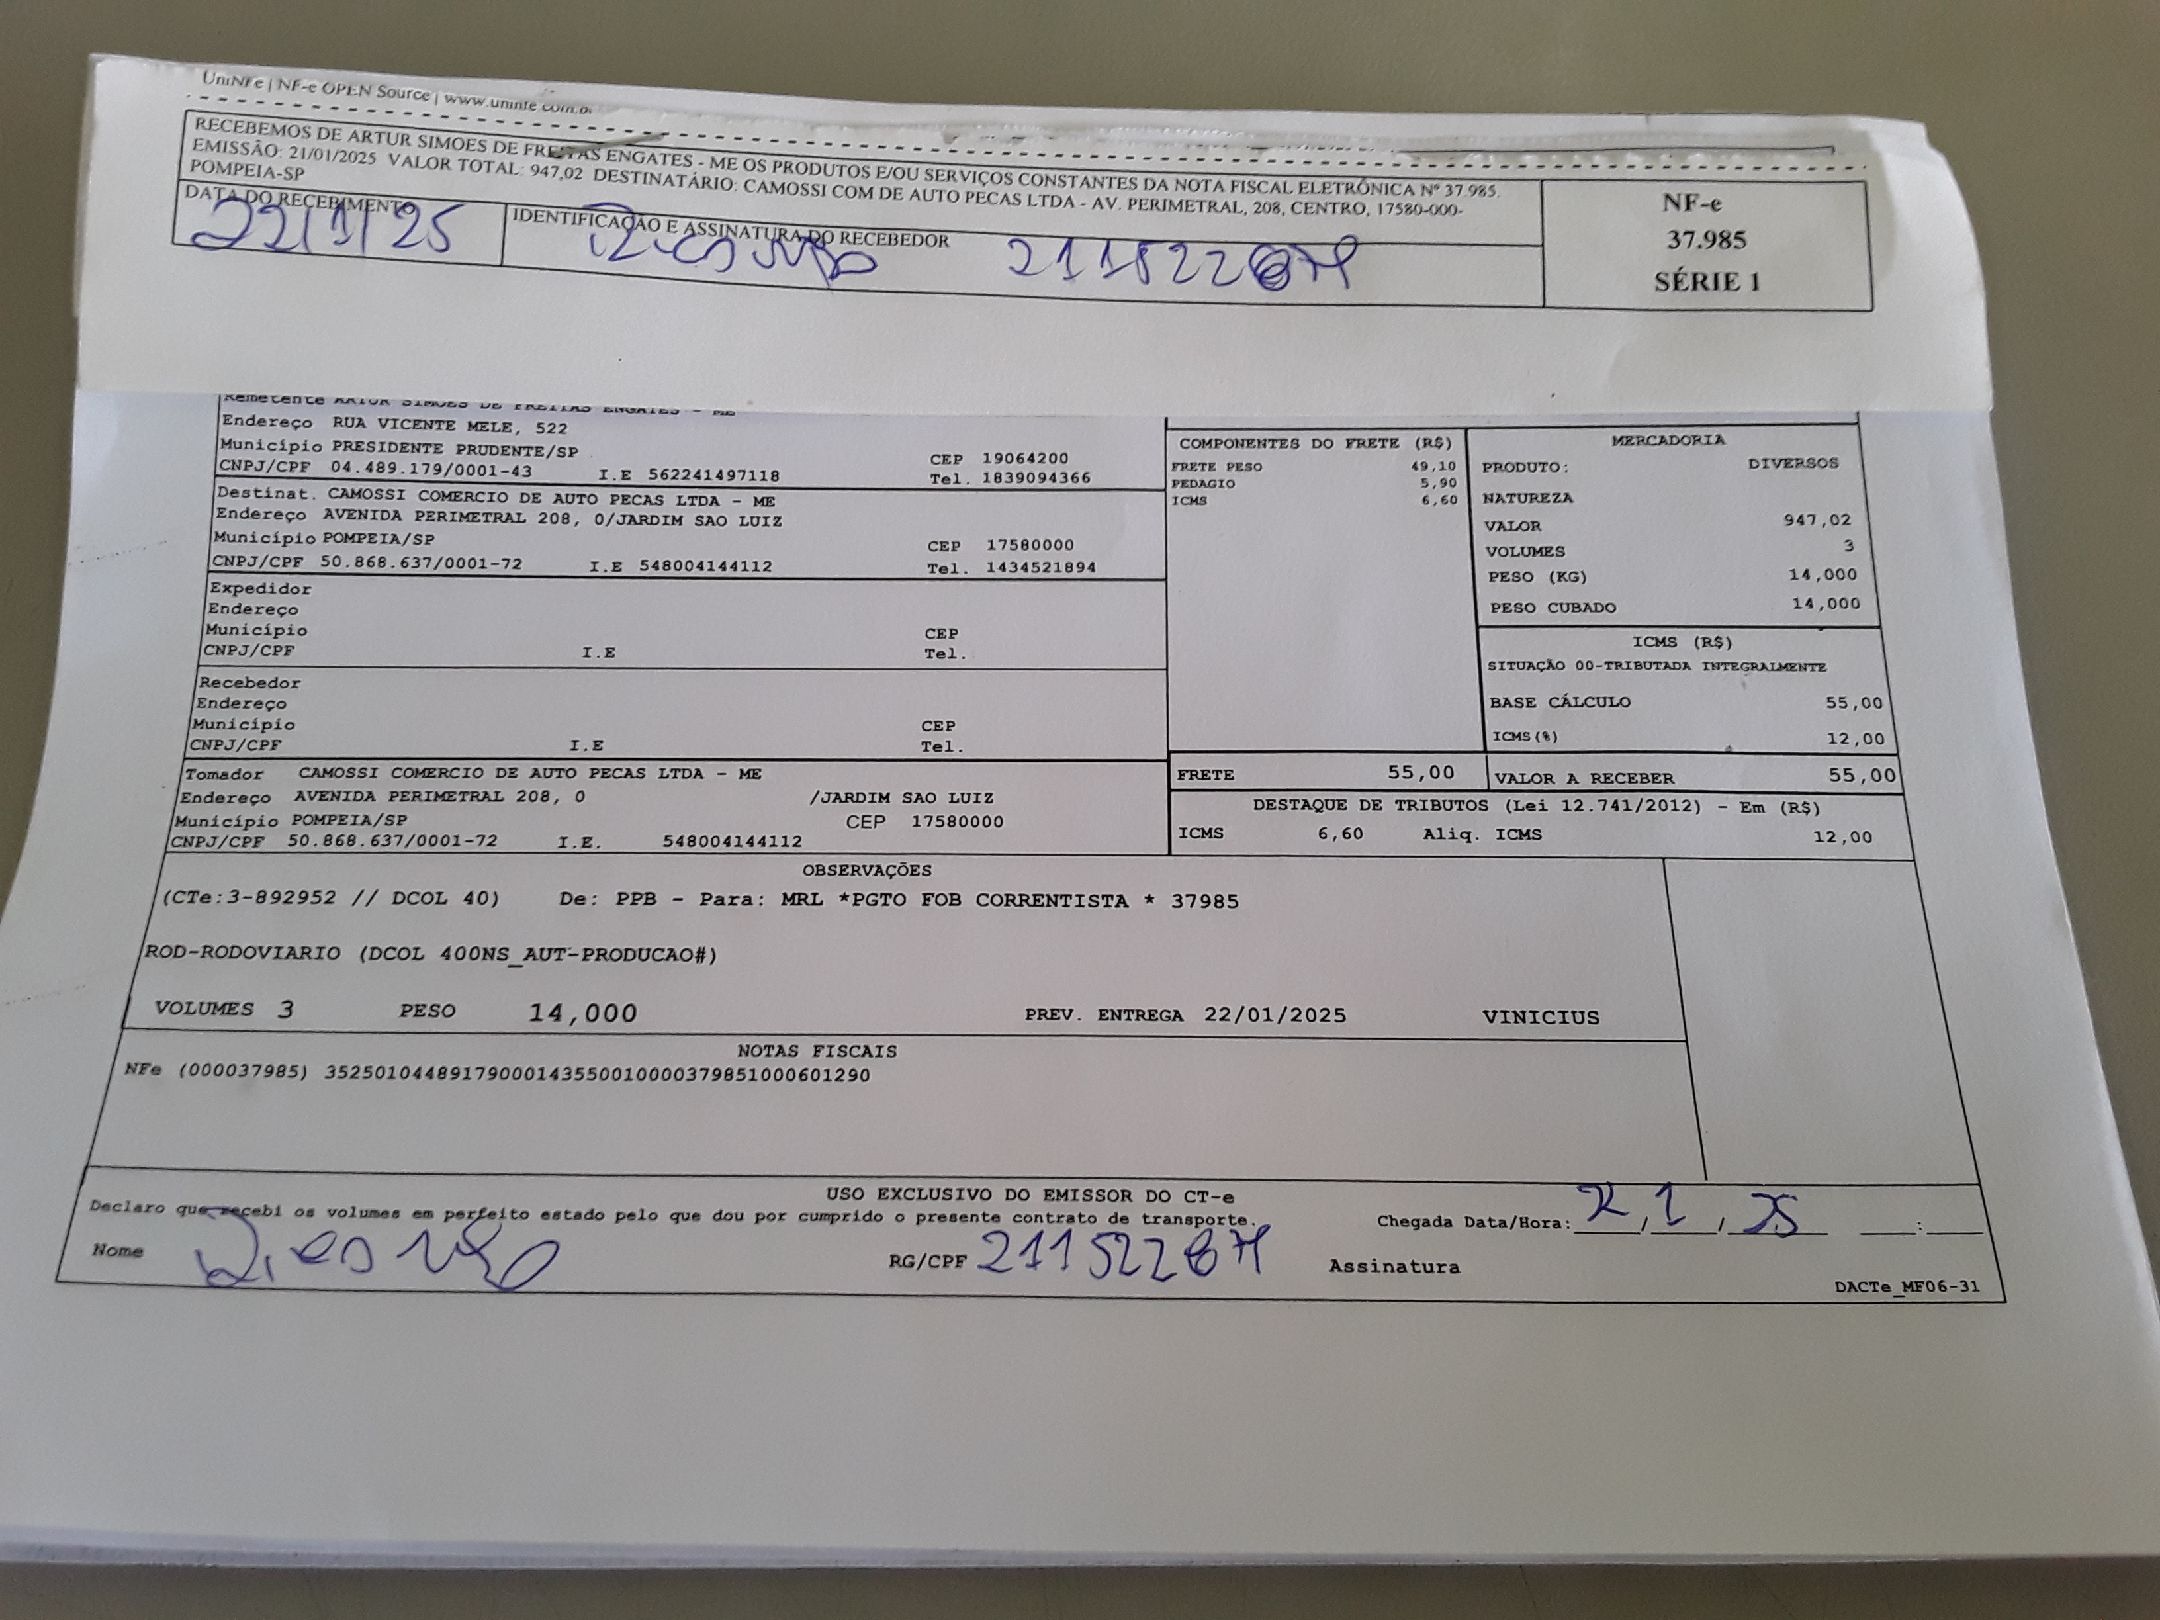 UniNFe | NF-e OPEN Source | www.uninfe.com.br
RECEBEMOS DE ARTUR SIMOES DE FREITAS ENGATES - ME OS PRODUTOS E/OU SERVIÇOS CONSTANTES DA NOTA FISCAL ELETRÔNICA Nº 37.985.
EMISSÃO: 21/01/2025 VALOR TOTAL: 947,02 DESTINATÁRIO: CAMOSSI COM DE AUTO PECAS LTDA - AV. PERIMETRAL, 208, CENTRO, 17580-000-
POMPEIA-SP
DATA DO RECEBIMENTO
22/1/25
IDENTIFICAÇÃO E ASSINATURA DO RECEBEDOR
NF-e
37.985
SÉRIE 1
Remetente ARTUR SIMOES DE FREITAS ENGATES - ME
Endereço RUA VICENTE MELE, 522
Município PRESIDENTE PRUDENTE/SP CEP 19064200
CNPJ/CPF 04.489.179/0001-43 I.E 562241497118 Tel. 1839094366
Destinat. CAMOSSI COMERCIO DE AUTO PECAS LTDA - ME
Endereço AVENIDA PERIMETRAL 208, 0/JARDIM SAO LUIZ
Município POMPEIA/SP CEP 17580000
CNPJ/CPF 50.868.637/0001-72 I.E 548004144112 Tel. 1434521894
Expedidor
Endereço
Município CEP
CNPJ/CPF I.E Tel.
Recebedor
Endereço
Município CEP
CNPJ/CPF I.E Tel.
Tomador CAMOSSI COMERCIO DE AUTO PECAS LTDA - ME
Endereço AVENIDA PERIMETRAL 208, 0 /JARDIM SAO LUIZ
Município POMPEIA/SP CEP 17580000
CNPJ/CPF 50.868.637/0001-72 I.E. 548004144112
COMPONENTES DO FRETE (R$)
FRETE PESO 49,10
PEDAGIO 5,90
ICMS 6,60
MERCADORIA
PRODUTO: DIVERSOS
NATUREZA
VALOR 947,02
VOLUMES 3
PESO (KG) 14,000
PESO CUBADO 14,000
ICMS (R$)
SITUAÇÃO 00-TRIBUTADA INTEGRALMENTE
BASE CÁLCULO 55,00
ICMS(%) 12,00
FRETE 55,00 VALOR A RECEBER 55,00
DESTAQUE DE TRIBUTOS (Lei 12.741/2012) - Em (R$)
ICMS 6,60 Aliq. ICMS 12,00
OBSERVAÇÕES
(CTe:3-892952 // DCOL 40) De: PPB - Para: MRL *PGTO FOB CORRENTISTA * 37985
ROD-RODOVIARIO (DCOL 400NS_AUT-PRODUCAO#)
VOLUMES 3 PESO 14,000 PREV. ENTREGA 22/01/2025 VINICIUS
NOTAS FISCAIS
NFe (000037985) 35250104489179000143550010000379851000601290
USO EXCLUSIVO DO EMISSOR DO CT-e
Declaro que recebi os volumes em perfeito estado pelo que dou por cumprido o presente contrato de transporte.
Chegada Data/Hora: 22/1/25 :
Nome RG/CPF Assinatura
DACTe_MF06-31